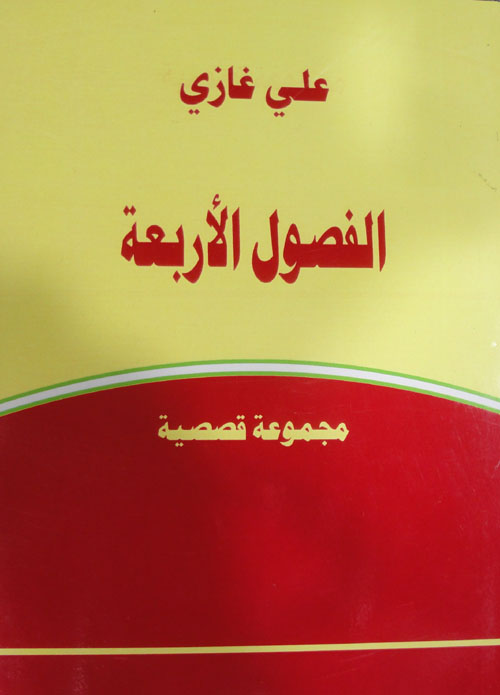 علي غازي
الفصول الأربعة
مجموعة قصصية